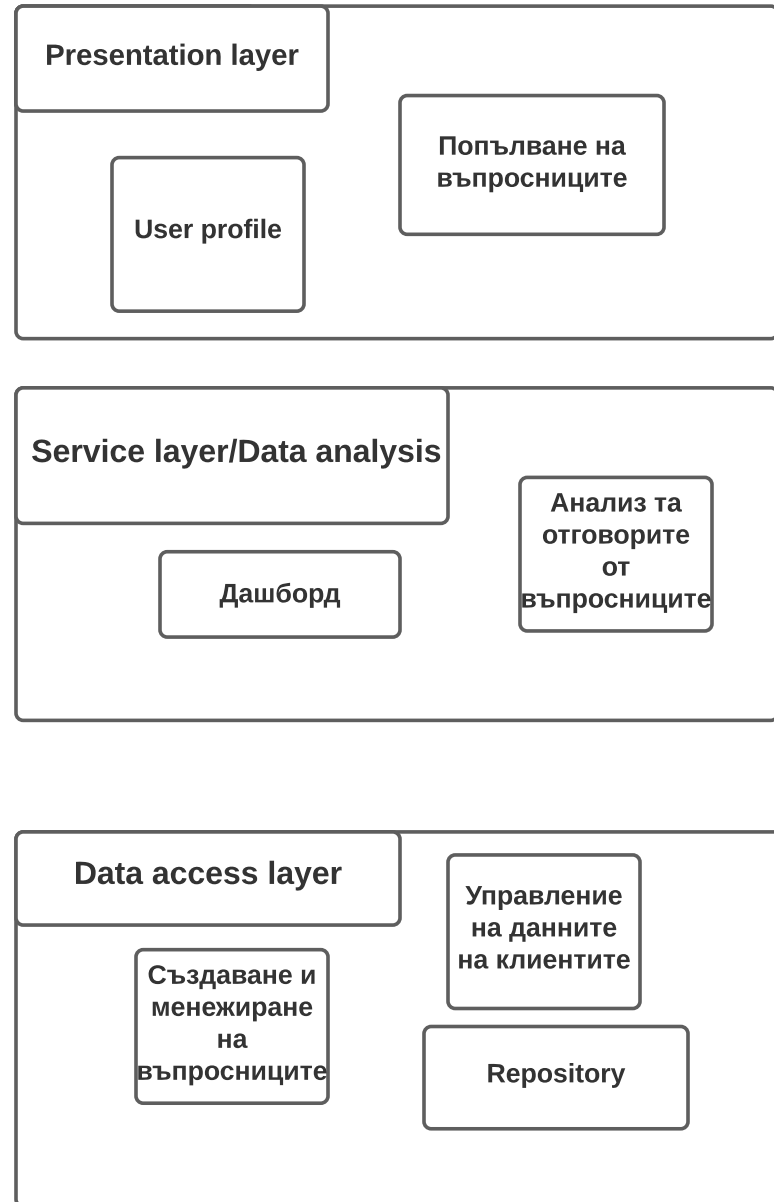 Presentation layer
Попълване на
въпросниците
User profile
Service layer/Data analysis
Анализ та
отговорите
от
въпросниците
Дашборд
Data access layer
Управление
на данните
на клиентите
Създаване и
менежиране
на
въпросниците
Repository